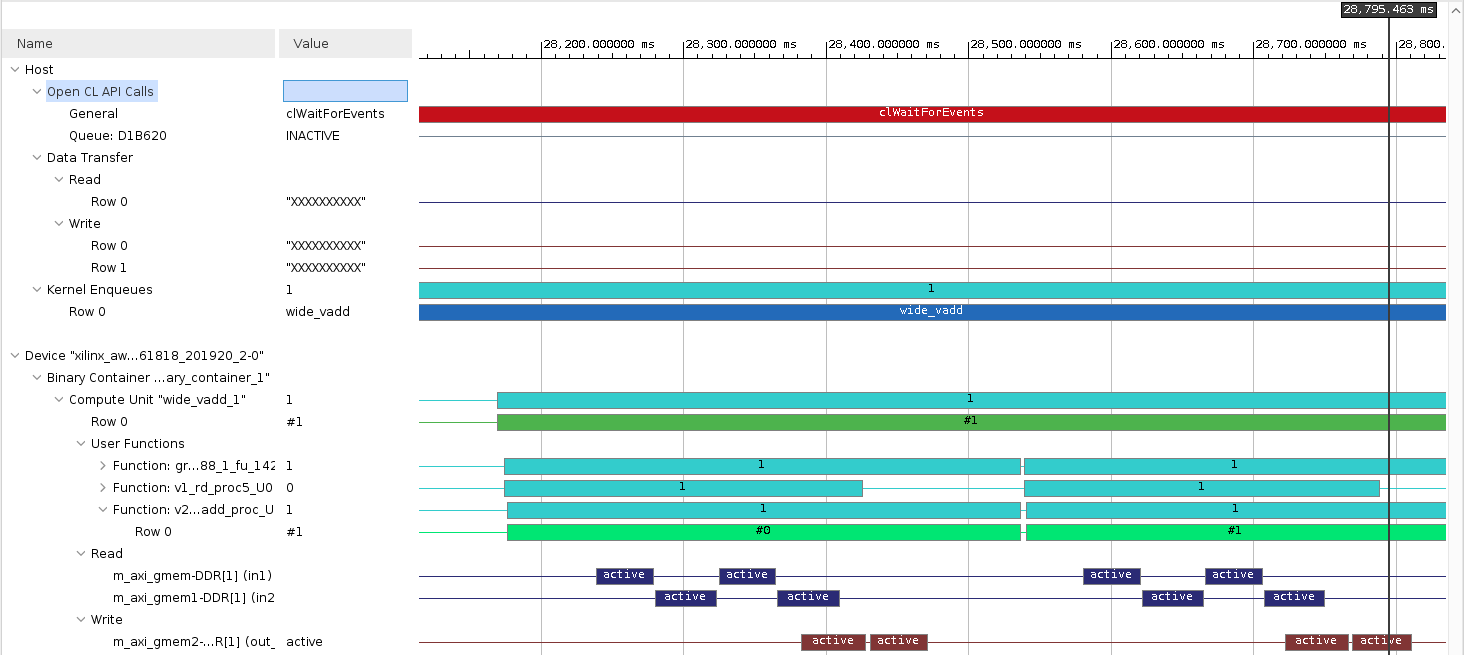 28,795.463 ms
Name Value 28,200.000000 ms 28,300.000000 ms 28,400.000000 ms 28,500.000000 ms 28,600.000000 ms 28,700.000000 ms 28,800.
Host
Open CL API Calls
General clWaitForEvents clWaitForEvents
Queue: D1B620 INACTIVE
Data Transfer
Read
Row 0 "XXXXXXXXXX"
Write
Row 0 "XXXXXXXXXX"
Row 1 "XXXXXXXXXX"
Kernel Enqueues 1 1
Row 0 wide_vadd wide_vadd
Device "xilinx_aw...61818_201920_2-0"
Binary Container ...ary_container_1"
Compute Unit "wide_vadd_1" 1 1
Row 0 #1 #1
User Functions
Function: gr...88_1_fu_142 1 1 1
Function: v1_rd_proc5_U0 0 1 1
Function: v2...add_proc_U 1 1 1
Row 0 #1 #0 #1
Read
m_axi_gmem-DDR[1] (in1) active active active active
m_axi_gmem1-DDR[1] (in2 active active active active
Write
m_axi_gmem2-...R[1] (out_ active active active active active